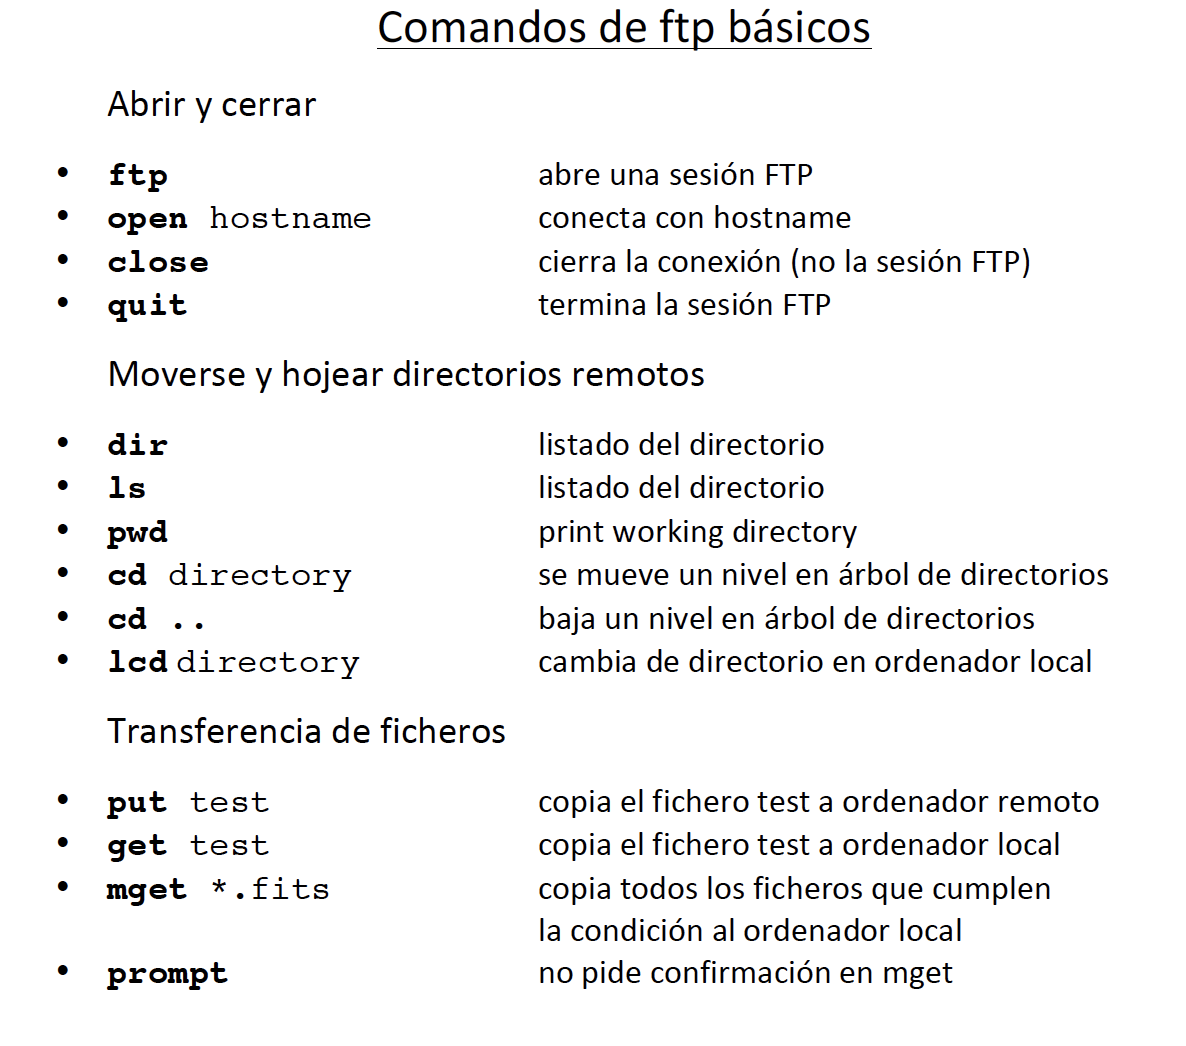 Comandos de ftp básicos
Abrir y cerrar
• ftp abre una sesión FTP
• open hostname conecta con hostname
• close cierra la conexión (no la sesión FTP)
• quit termina la sesión FTP
Moverse y hojear directorios remotos
• dir listado del directorio
• ls listado del directorio
• pwd print working directory
• cd directory se mueve un nivel en árbol de directorios
• cd .. baja un nivel en árbol de directorios
• lcd directory cambia de directorio en ordenador local
Transferencia de ficheros
• put test copia el fichero test a ordenador remoto
• get test copia el fichero test a ordenador local
• mget *.fits copia todos los ficheros que cumplen
la condición al ordenador local
• prompt no pide confirmación en mget